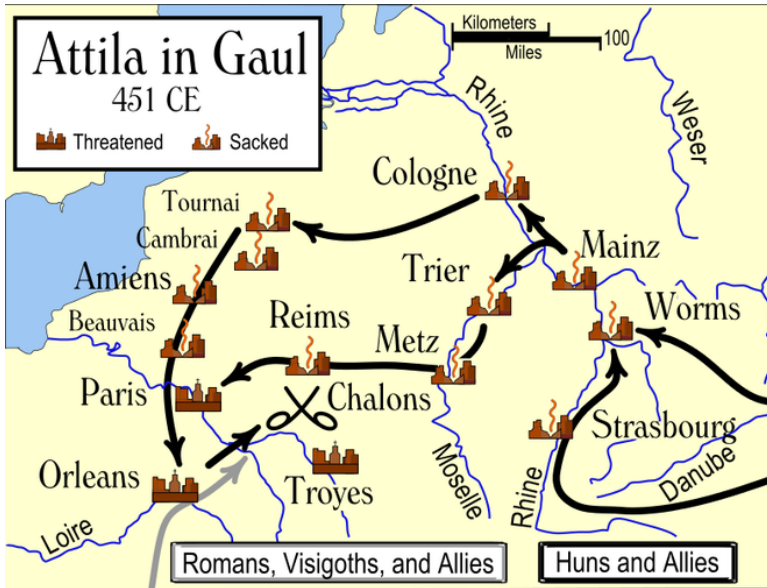 Attila in Gaul
451 CE
Threatened
Sacked
Kilometers
100
Miles
Rhine
Weser
Cologne
Tournai
Cambrai
Mainz
Trier
Amiens
Worms
Beauvais
Reims
Metz
Paris
Chalons
Strasbourg
Orleans
Troyes
Moselle
Rhine
Danube
Loire
Romans, Visigoths, and Allies
Huns and Allies